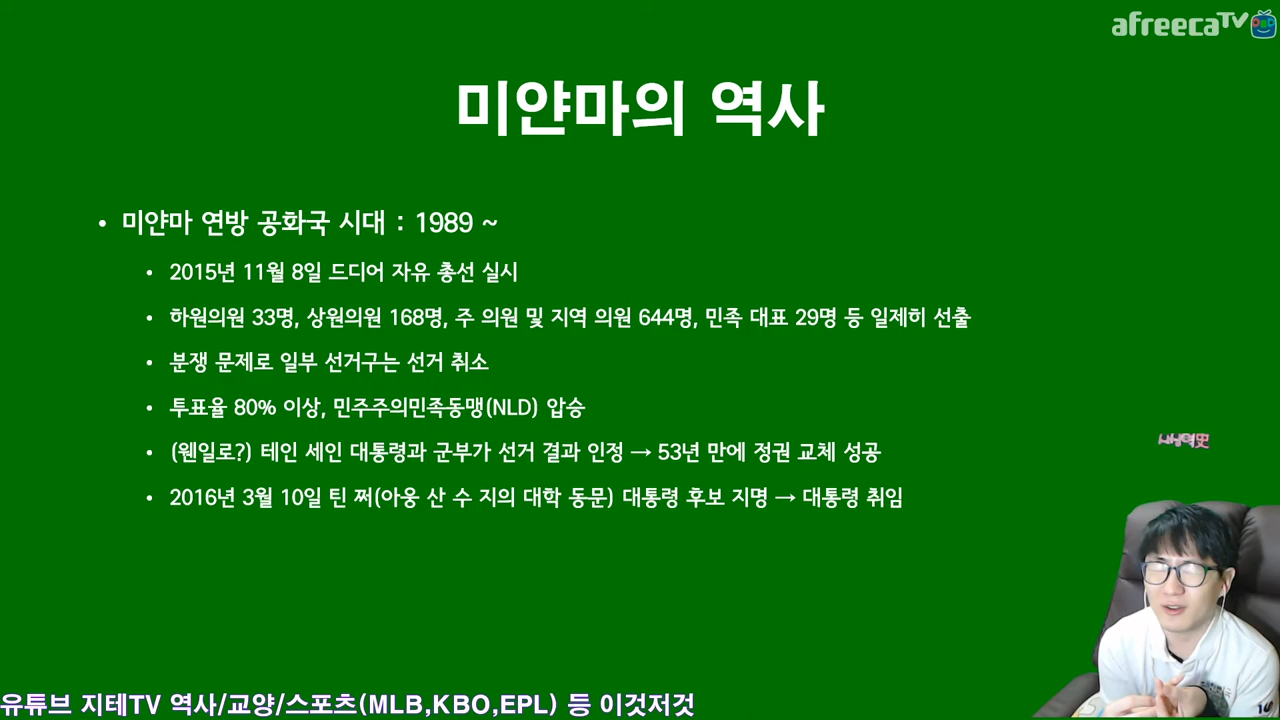 afreecaTV
미얀마의 역사
• 미얀마 연방 공화국 시대 : 1989 ~
• 2015년 11월 8일 드디어 자유 총선 실시
• 하원의원 33명, 상원의원 168명, 주 의원 및 지역 의원 644명, 민족 대표 29명 등 일제히 선출
• 분쟁 문제로 일부 선거구는 선거 취소
• 투표율 80% 이상, 민주주의민족동맹(NLD) 압승
• (웬일로?) 테인 세인 대통령과 군부가 선거 결과 인정 → 53년 만에 정권 교체 성공
• 2016년 3월 10일 틴 쩌(아웅 산 수 지의 대학 동문) 대통령 후보 지명 → 대통령 취임
유튜브 지테TV 역사/교양/스포츠(MLB,KBO,EPL) 등 이것저것